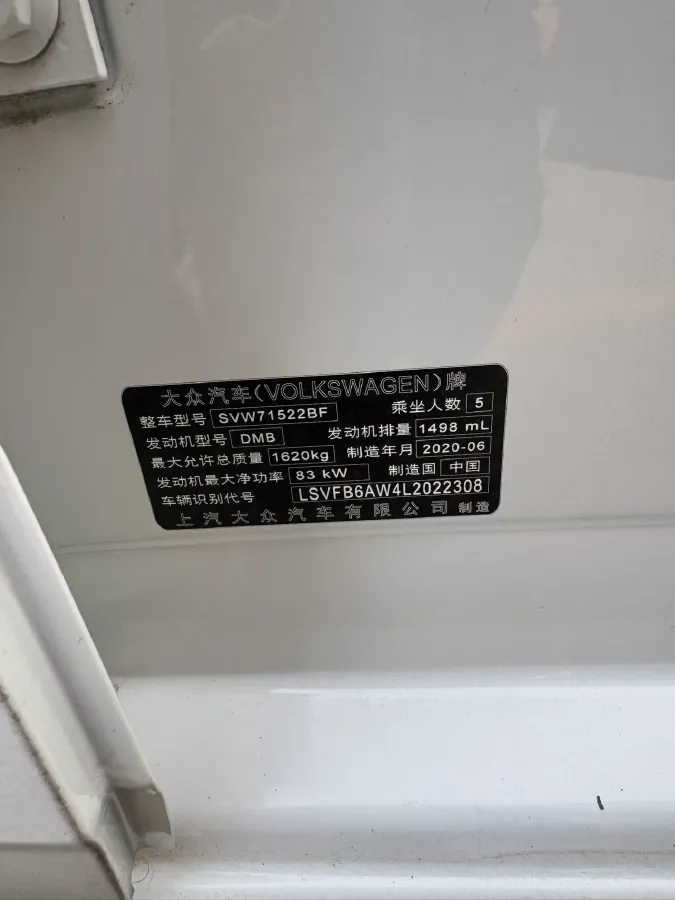 大众汽车(VOLKSWAGEN)牌
整车型号 SVW71522BF 乘坐人数 5
发动机型号 DMB 发动机排量 1498 mL
最大允许总质量 1620kg 制造年月 2020-06
发动机最大净功率 83 kW 制造国 中国
车辆识别代号 LSVFB6AW4L2022308
上汽大众汽车有限公司 制造